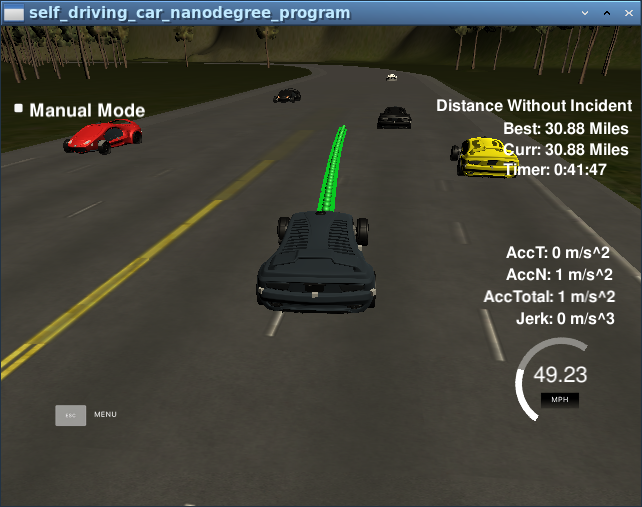 self_driving_car_nanodegree_program
Manual Mode
Distance Without Incident
Best: 30.88 Miles
Curr: 30.88 Miles
Timer: 0:41:47
AccT: 0 m/s^2
AccN: 1 m/s^2
AccTotal: 1 m/s^2
Jerk: 0 m/s^3
49.23
MPH
ESC MENU